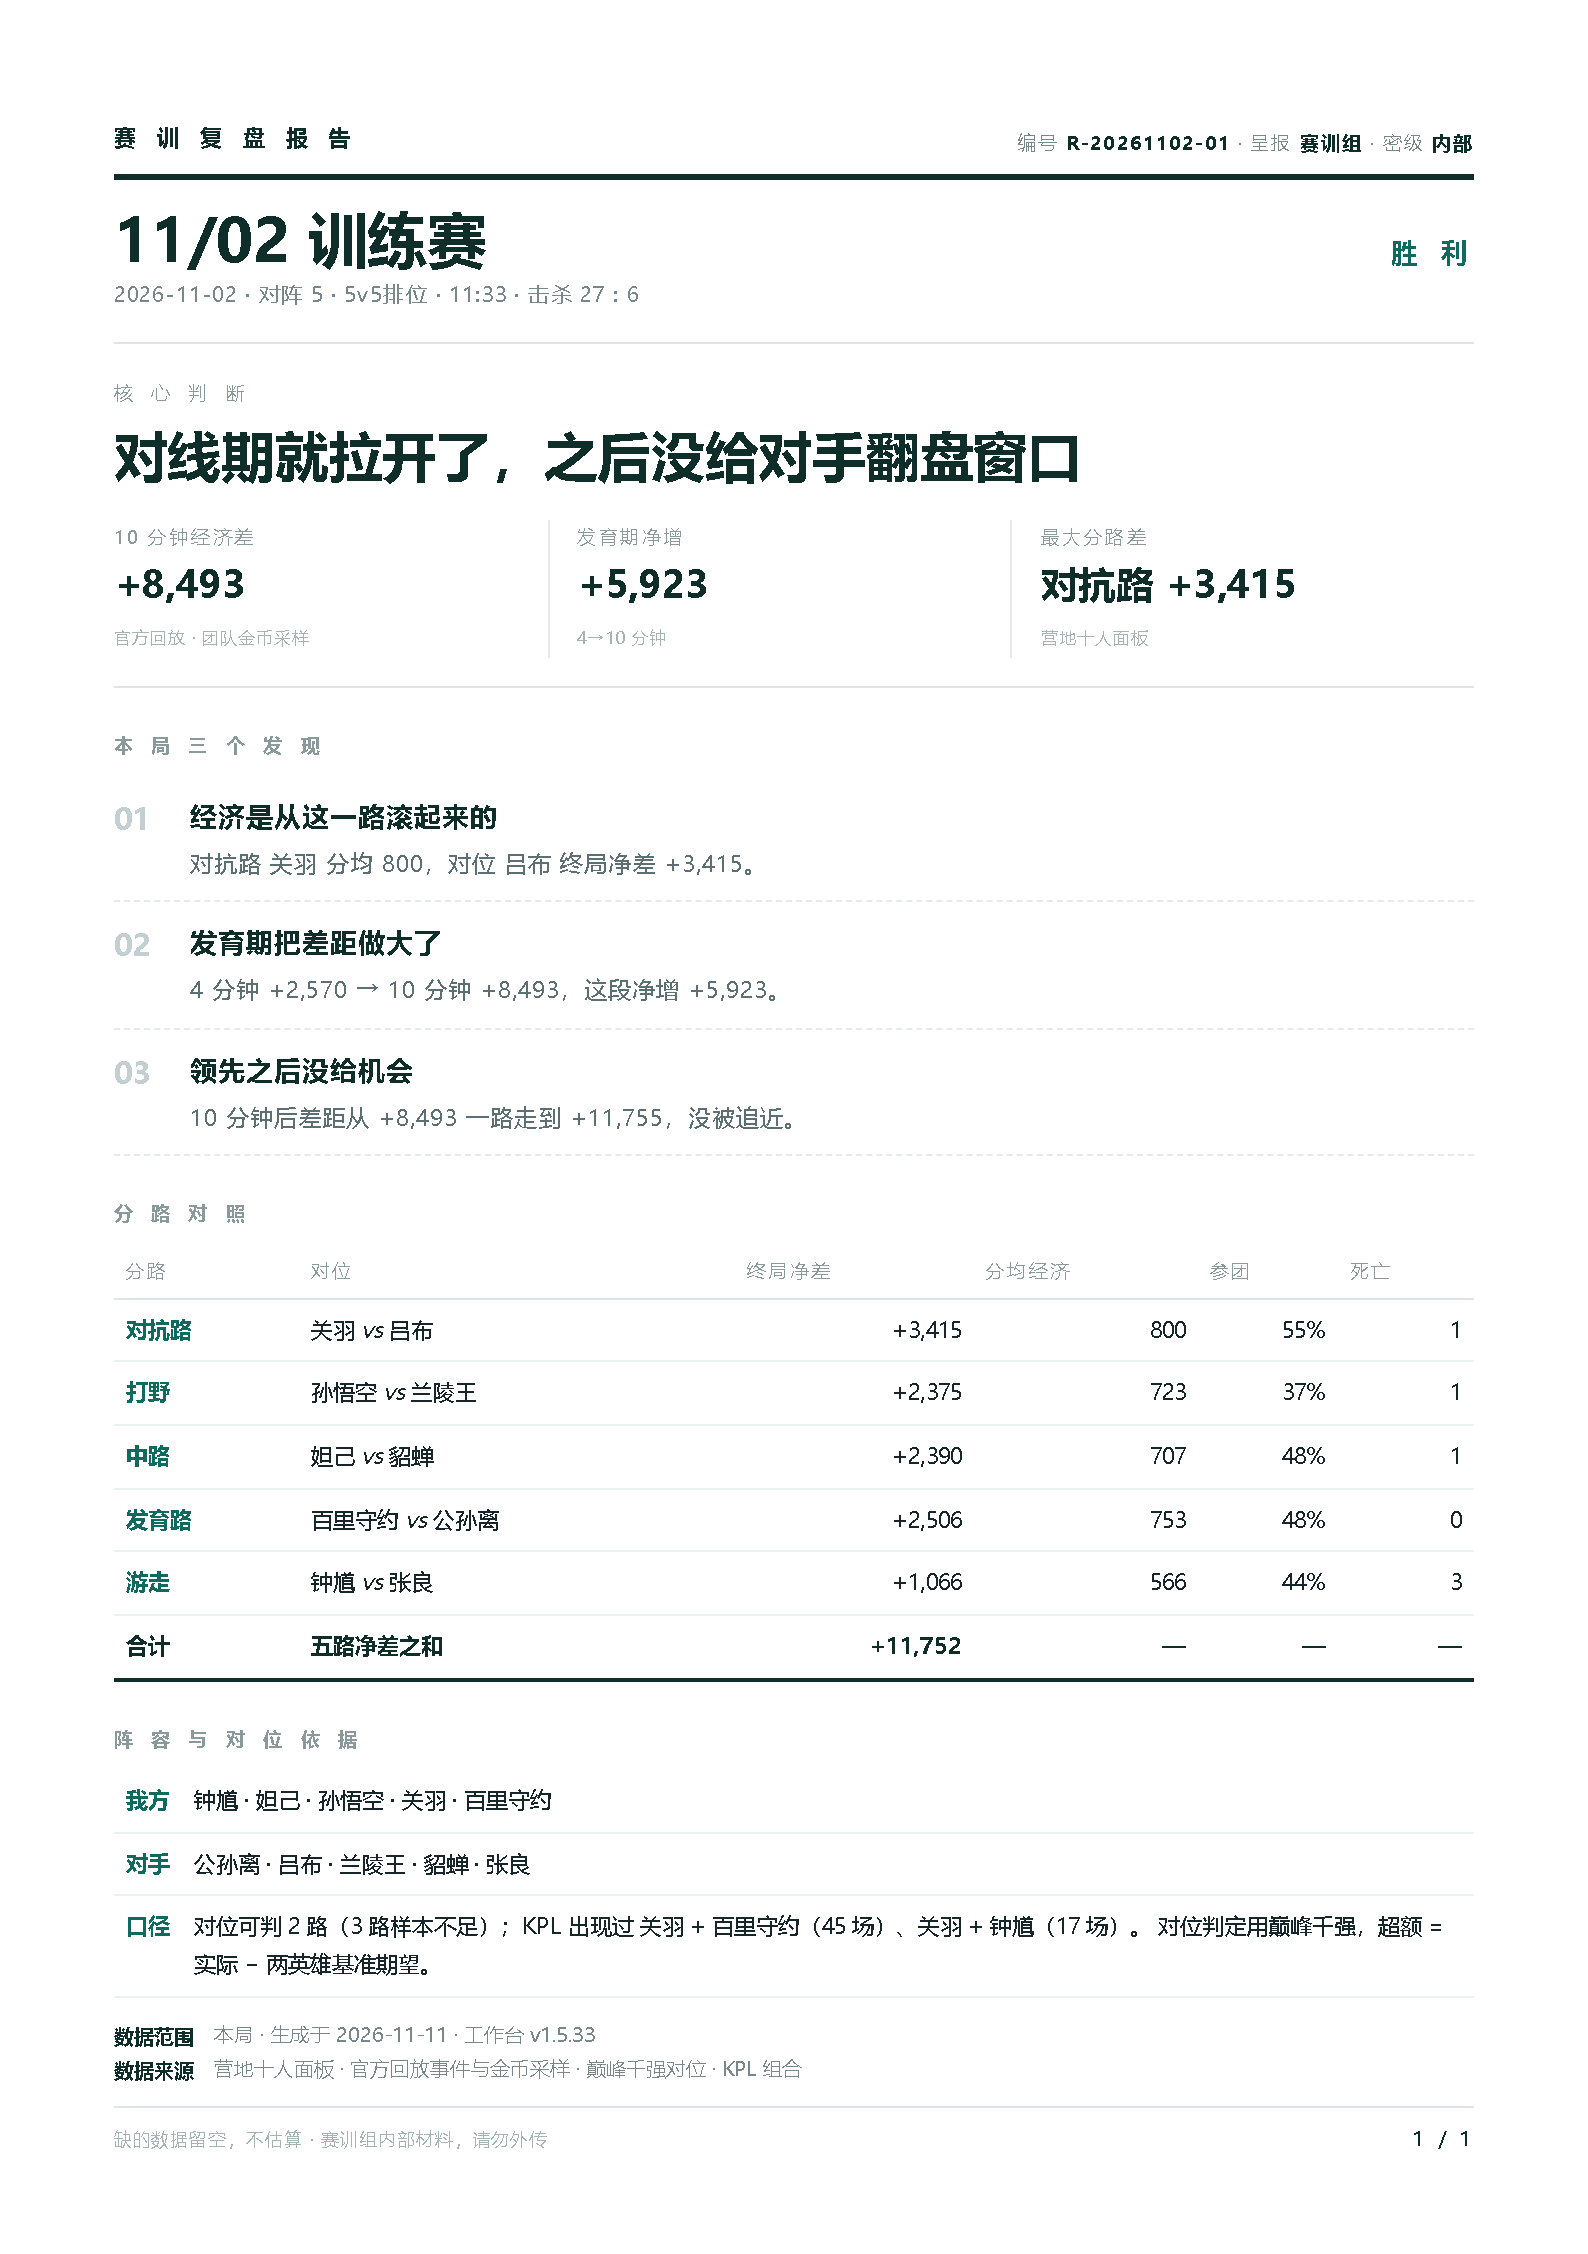 赛训复盘报告
编号 R-20261102-01 · 呈报 赛训组 · 密级 内部
11/02 训练赛
胜利
2026-11-02 · 对阵 5 · 5v5排位 · 11:33 · 击杀 27 : 6
核心判断
对线期就拉开了，之后没给对手翻盘窗口
10 分钟经济差 发育期净增 最大分路差
+8,493 +5,923 对抗路 +3,415
官方回放 · 团队金币采样 4→10 分钟 营地十人面板
本局三个发现
01 经济是从这一路滚起来的
对抗路 关羽 分均 800，对位 吕布 终局净差 +3,415。
02 发育期把差距做大了
4 分钟 +2,570 → 10 分钟 +8,493，这段净增 +5,923。
03 领先之后没给机会
10 分钟后差距从 +8,493 一路走到 +11,755，没被追近。
分路对照
分路 对位 终局净差 分均经济 参团 死亡
对抗路 关羽 vs 吕布 +3,415 800 55% 1
打野 孙悟空 vs 兰陵王 +2,375 723 37% 1
中路 妲己 vs 貂蝉 +2,390 707 48% 1
发育路 百里守约 vs 公孙离 +2,506 753 48% 0
游走 钟馗 vs 张良 +1,066 566 44% 3
合计 五路净差之和 +11,752 — — —
阵容与对位依据
我方 钟馗 · 妲己 · 孙悟空 · 关羽 · 百里守约
对手 公孙离 · 吕布 · 兰陵王 · 貂蝉 · 张良
口径 对位可判 2 路（3 路样本不足）；KPL 出现过 关羽 + 百里守约（45 场）、关羽 + 钟馗（17 场）。 对位判定用巅峰千强，超额 =
实际 − 两英雄基准期望。
数据范围 本局 · 生成于 2026-11-11 · 工作台 v1.5.33
数据来源 营地十人面板 · 官方回放事件与金币采样 · 巅峰千强对位 · KPL 组合
缺的数据留空，不估算 · 赛训组内部材料，请勿外传
1 / 1